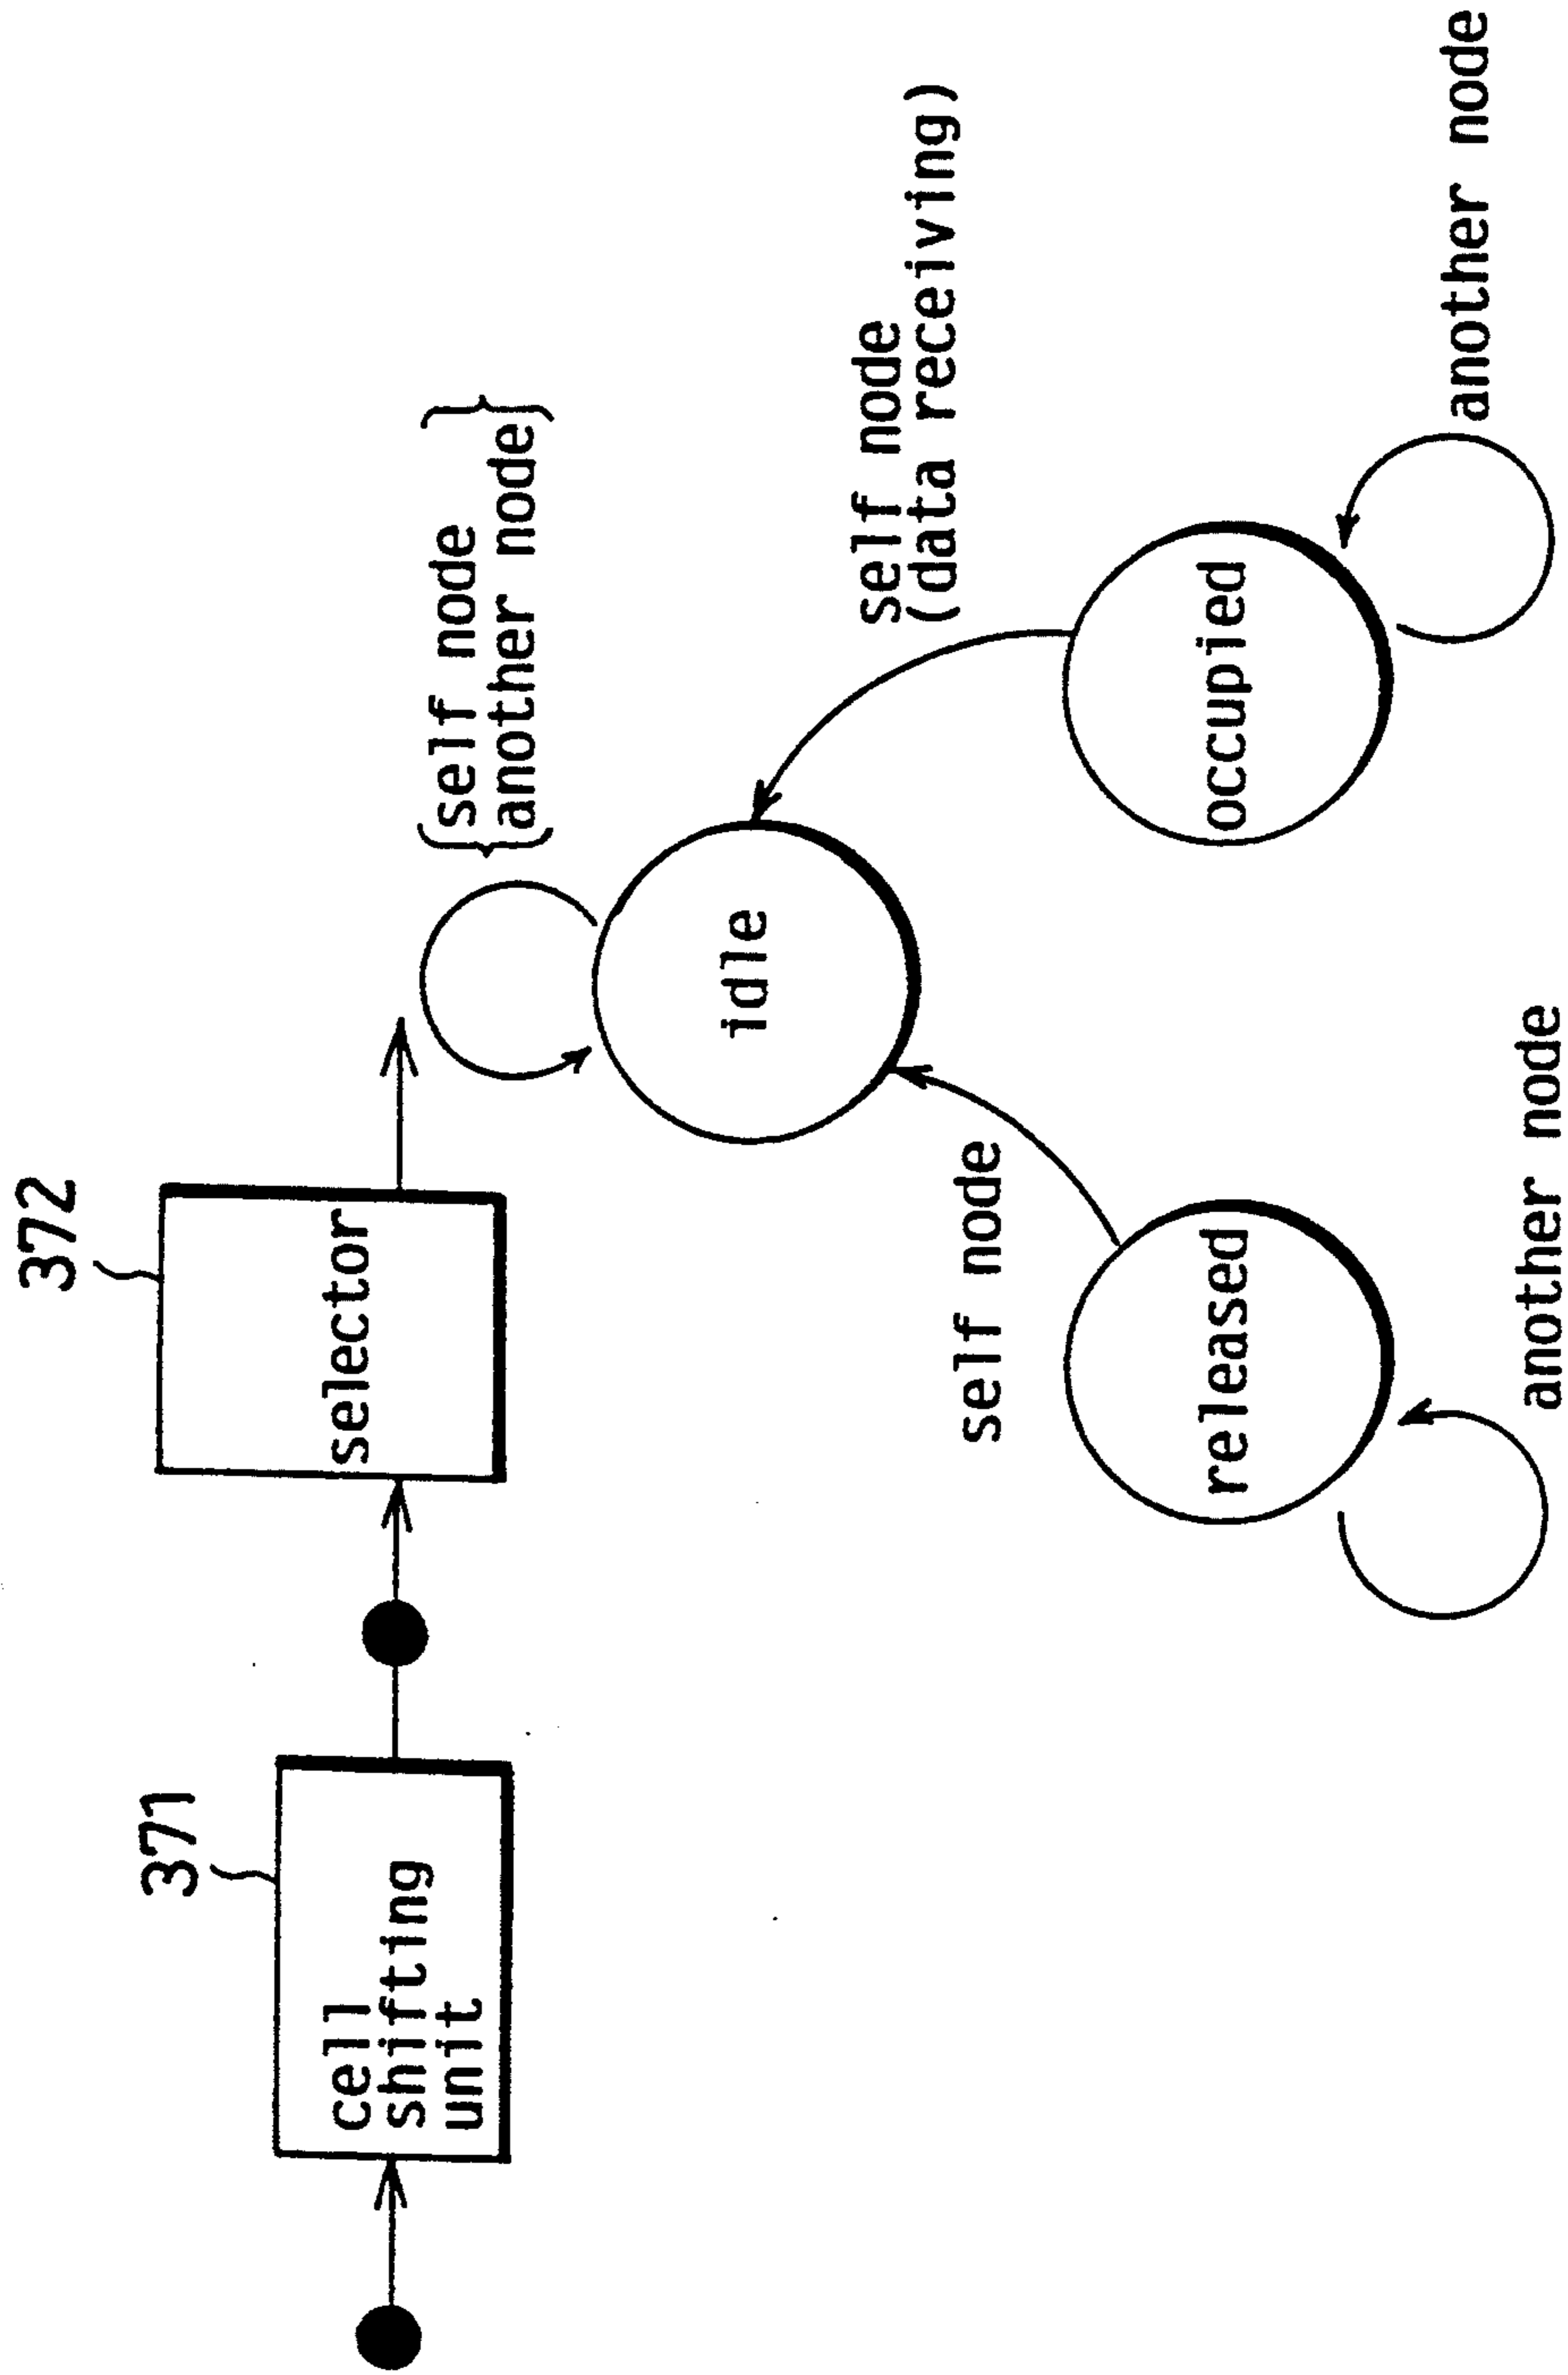 371
cell
shifting
unit
372
selector
{self node
another node}
idle
self node
(data receiving)
self node
released
another node
occupied
another node